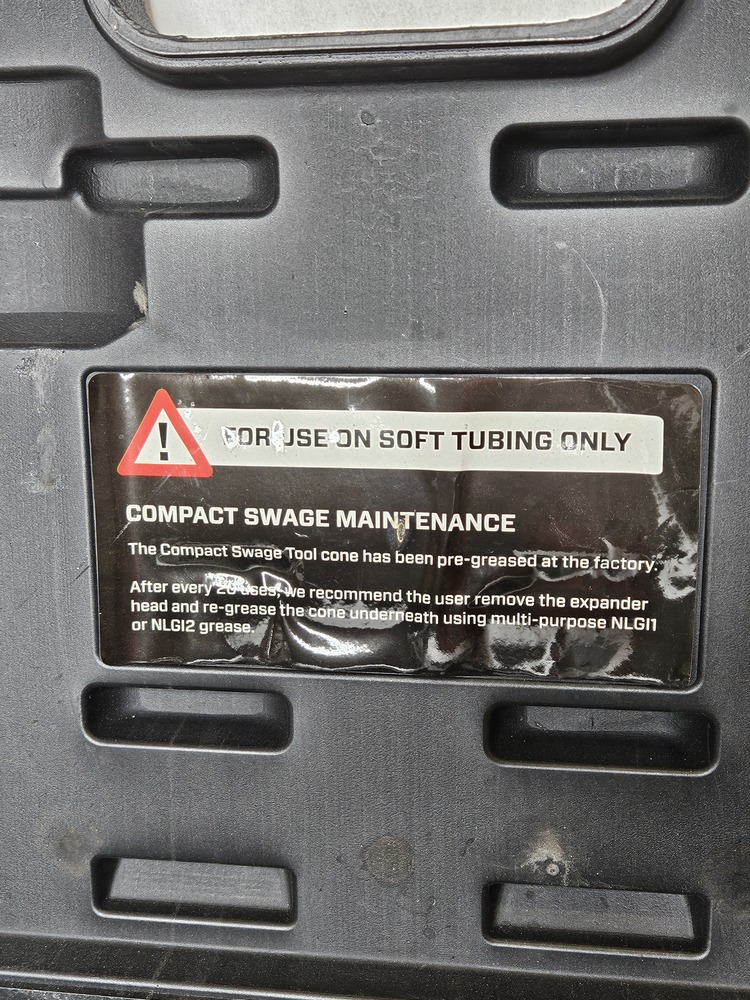 FOR USE ON SOFT TUBING ONLY
COMPACT SWAGE MAINTENANCE
The Compact Swage Tool cone has been pre-greased at the factory.
After every 20 uses, we recommend the user remove the expander
head and re-grease the cone underneath using multi-purpose NLGI1
or NLGI2 grease.